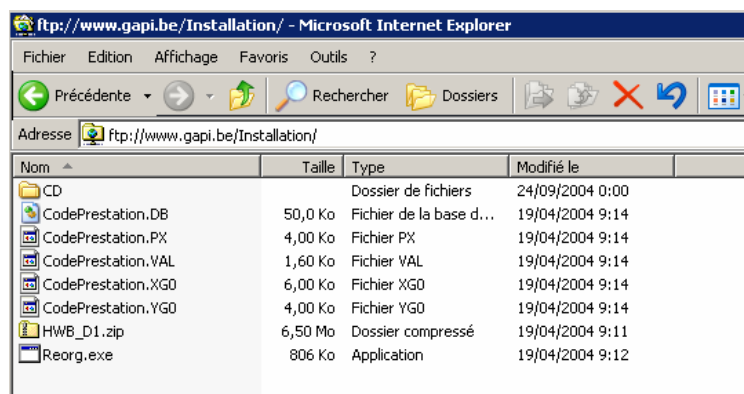 ftp://www.gapi.be/Installation/ - Microsoft Internet Explorer
Fichier Edition Affichage Favoris Outils ?
Précédente Rechercher Dossiers
Adresse ftp://www.gapi.be/Installation/
Nom Taille Type Modifié le
CD Dossier de fichiers 24/09/2004 0:00
CodePrestation.DB 50,0 Ko Fichier de la base d... 19/04/2004 9:14
CodePrestation.PX 4,00 Ko Fichier PX 19/04/2004 9:14
CodePrestation.VAL 1,60 Ko Fichier VAL 19/04/2004 9:14
CodePrestation.XG0 6,00 Ko Fichier XG0 19/04/2004 9:14
CodePrestation.YG0 4,00 Ko Fichier YG0 19/04/2004 9:14
HWB_D1.zip 6,50 Mo Dossier compressé 19/04/2004 9:11
Reorg.exe 806 Ko Application 19/04/2004 9:12